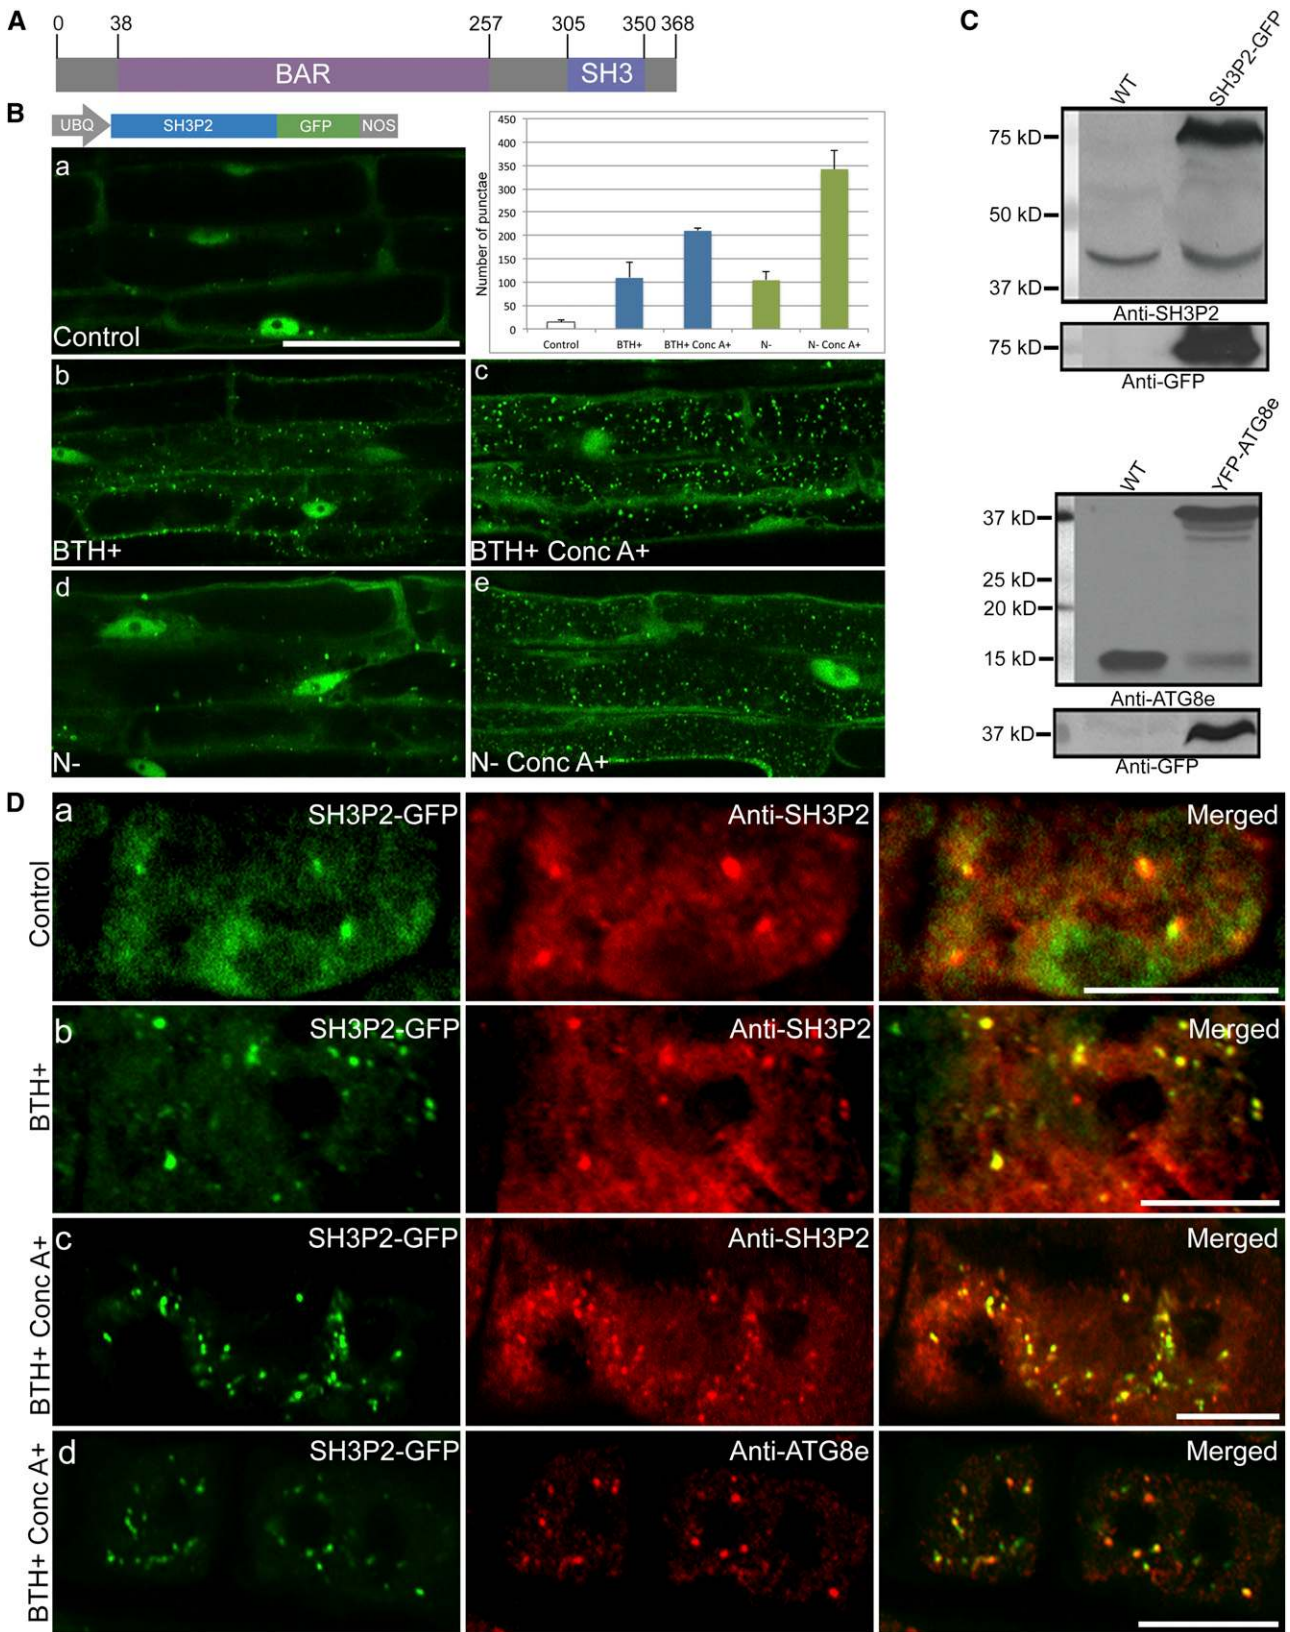 A
0 38 257 305 350 368
BAR SH3
B
UBQ SH3P2 GFP NOS
a
Control
450
400
350
300
250
200
150
100
50
0
Number of punctae
Control BTH+ BTH+ Conc A+ N- N- Conc A+
b
BTH+
c
BTH+ Conc A+
d
N-
e
N- Conc A+
C
WT SH3P2-GFP
75 kD
50 kD
37 kD
Anti-SH3P2
75 kD
Anti-GFP
WT YFP-ATG8e
37 kD
25 kD
20 kD
15 kD
Anti-ATG8e
37 kD
Anti-GFP
D
Control
a SH3P2-GFP Anti-SH3P2 Merged
BTH+
b SH3P2-GFP Anti-SH3P2 Merged
BTH+ Conc A+
c SH3P2-GFP Anti-SH3P2 Merged
BTH+ Conc A+
d SH3P2-GFP Anti-ATG8e Merged